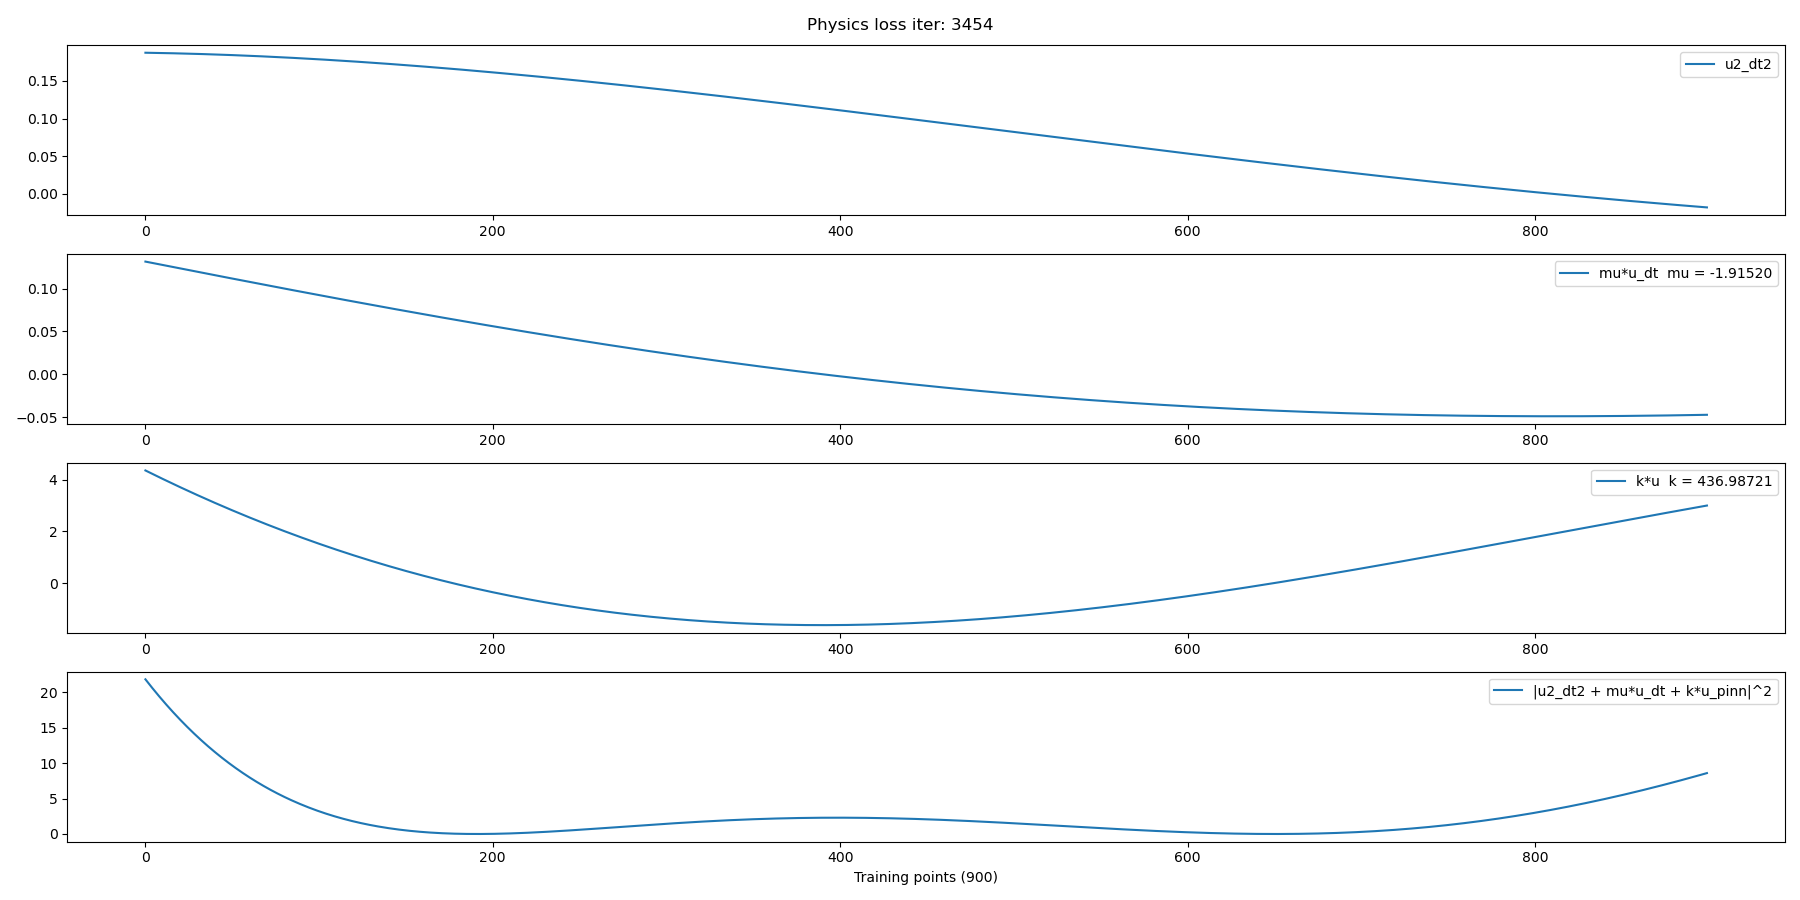 Physics loss iter: 3454
u2_dt2
0.15
0.10
0.05
0.00
0 200 400 600 800
mu*u_dt  mu = -1.91520
0.10
0.05
0.00
−0.05
0 200 400 600 800
k*u  k = 436.98721
4
2
0
0 200 400 600 800
|u2_dt2 + mu*u_dt + k*u_pinn|^2
20
15
10
5
0
0 200 400 600 800
Training points (900)